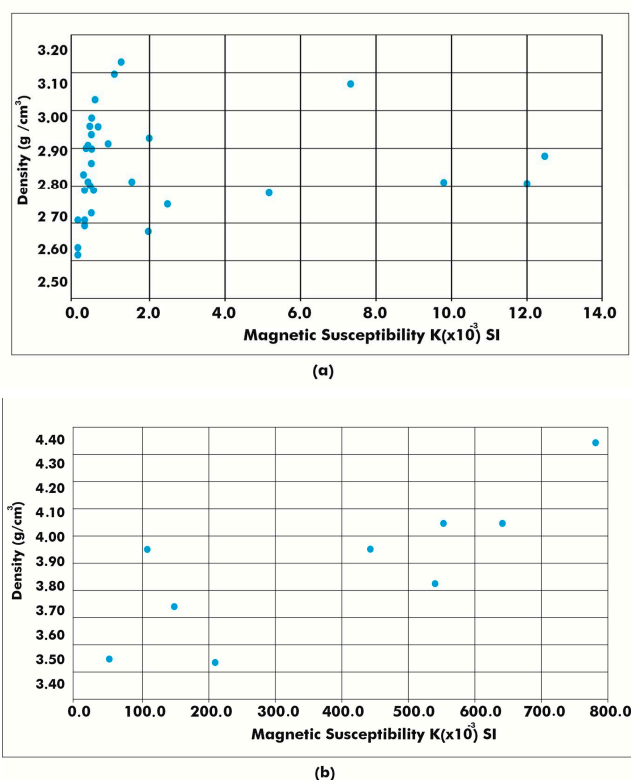 3.20
3.10
3.00
2.90
2.80
2.70
2.60
2.50
Density (g /cm³)
0.0 2.0 4.0 6.0 8.0 10.0 12.0 14.0
Magnetic Susceptibility K(x10⁻³) SI
(a)
4.40
4.30
4.20
4.10
4.00
3.90
3.80
3.70
3.60
3.50
3.40
Density (g/cm³)
0.0 100.0 200.0 300.0 400.0 500.0 600.0 700.0 800.0
Magnetic Susceptibility K(x10⁻³) SI
(b)